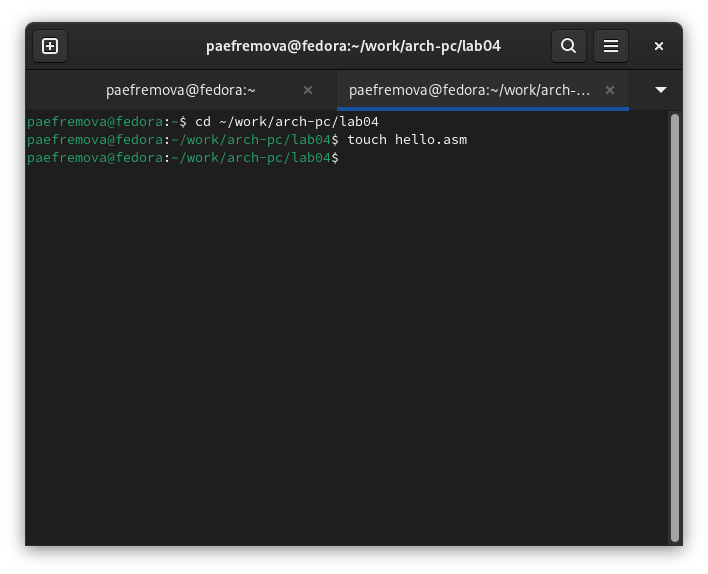 paefremova@fedora:~/work/arch-pc/lab04
paefremova@fedora:~
paefremova@fedora:~/work/arch-…
paefremova@fedora:~$ cd ~/work/arch-pc/lab04
paefremova@fedora:~/work/arch-pc/lab04$ touch hello.asm
paefremova@fedora:~/work/arch-pc/lab04$